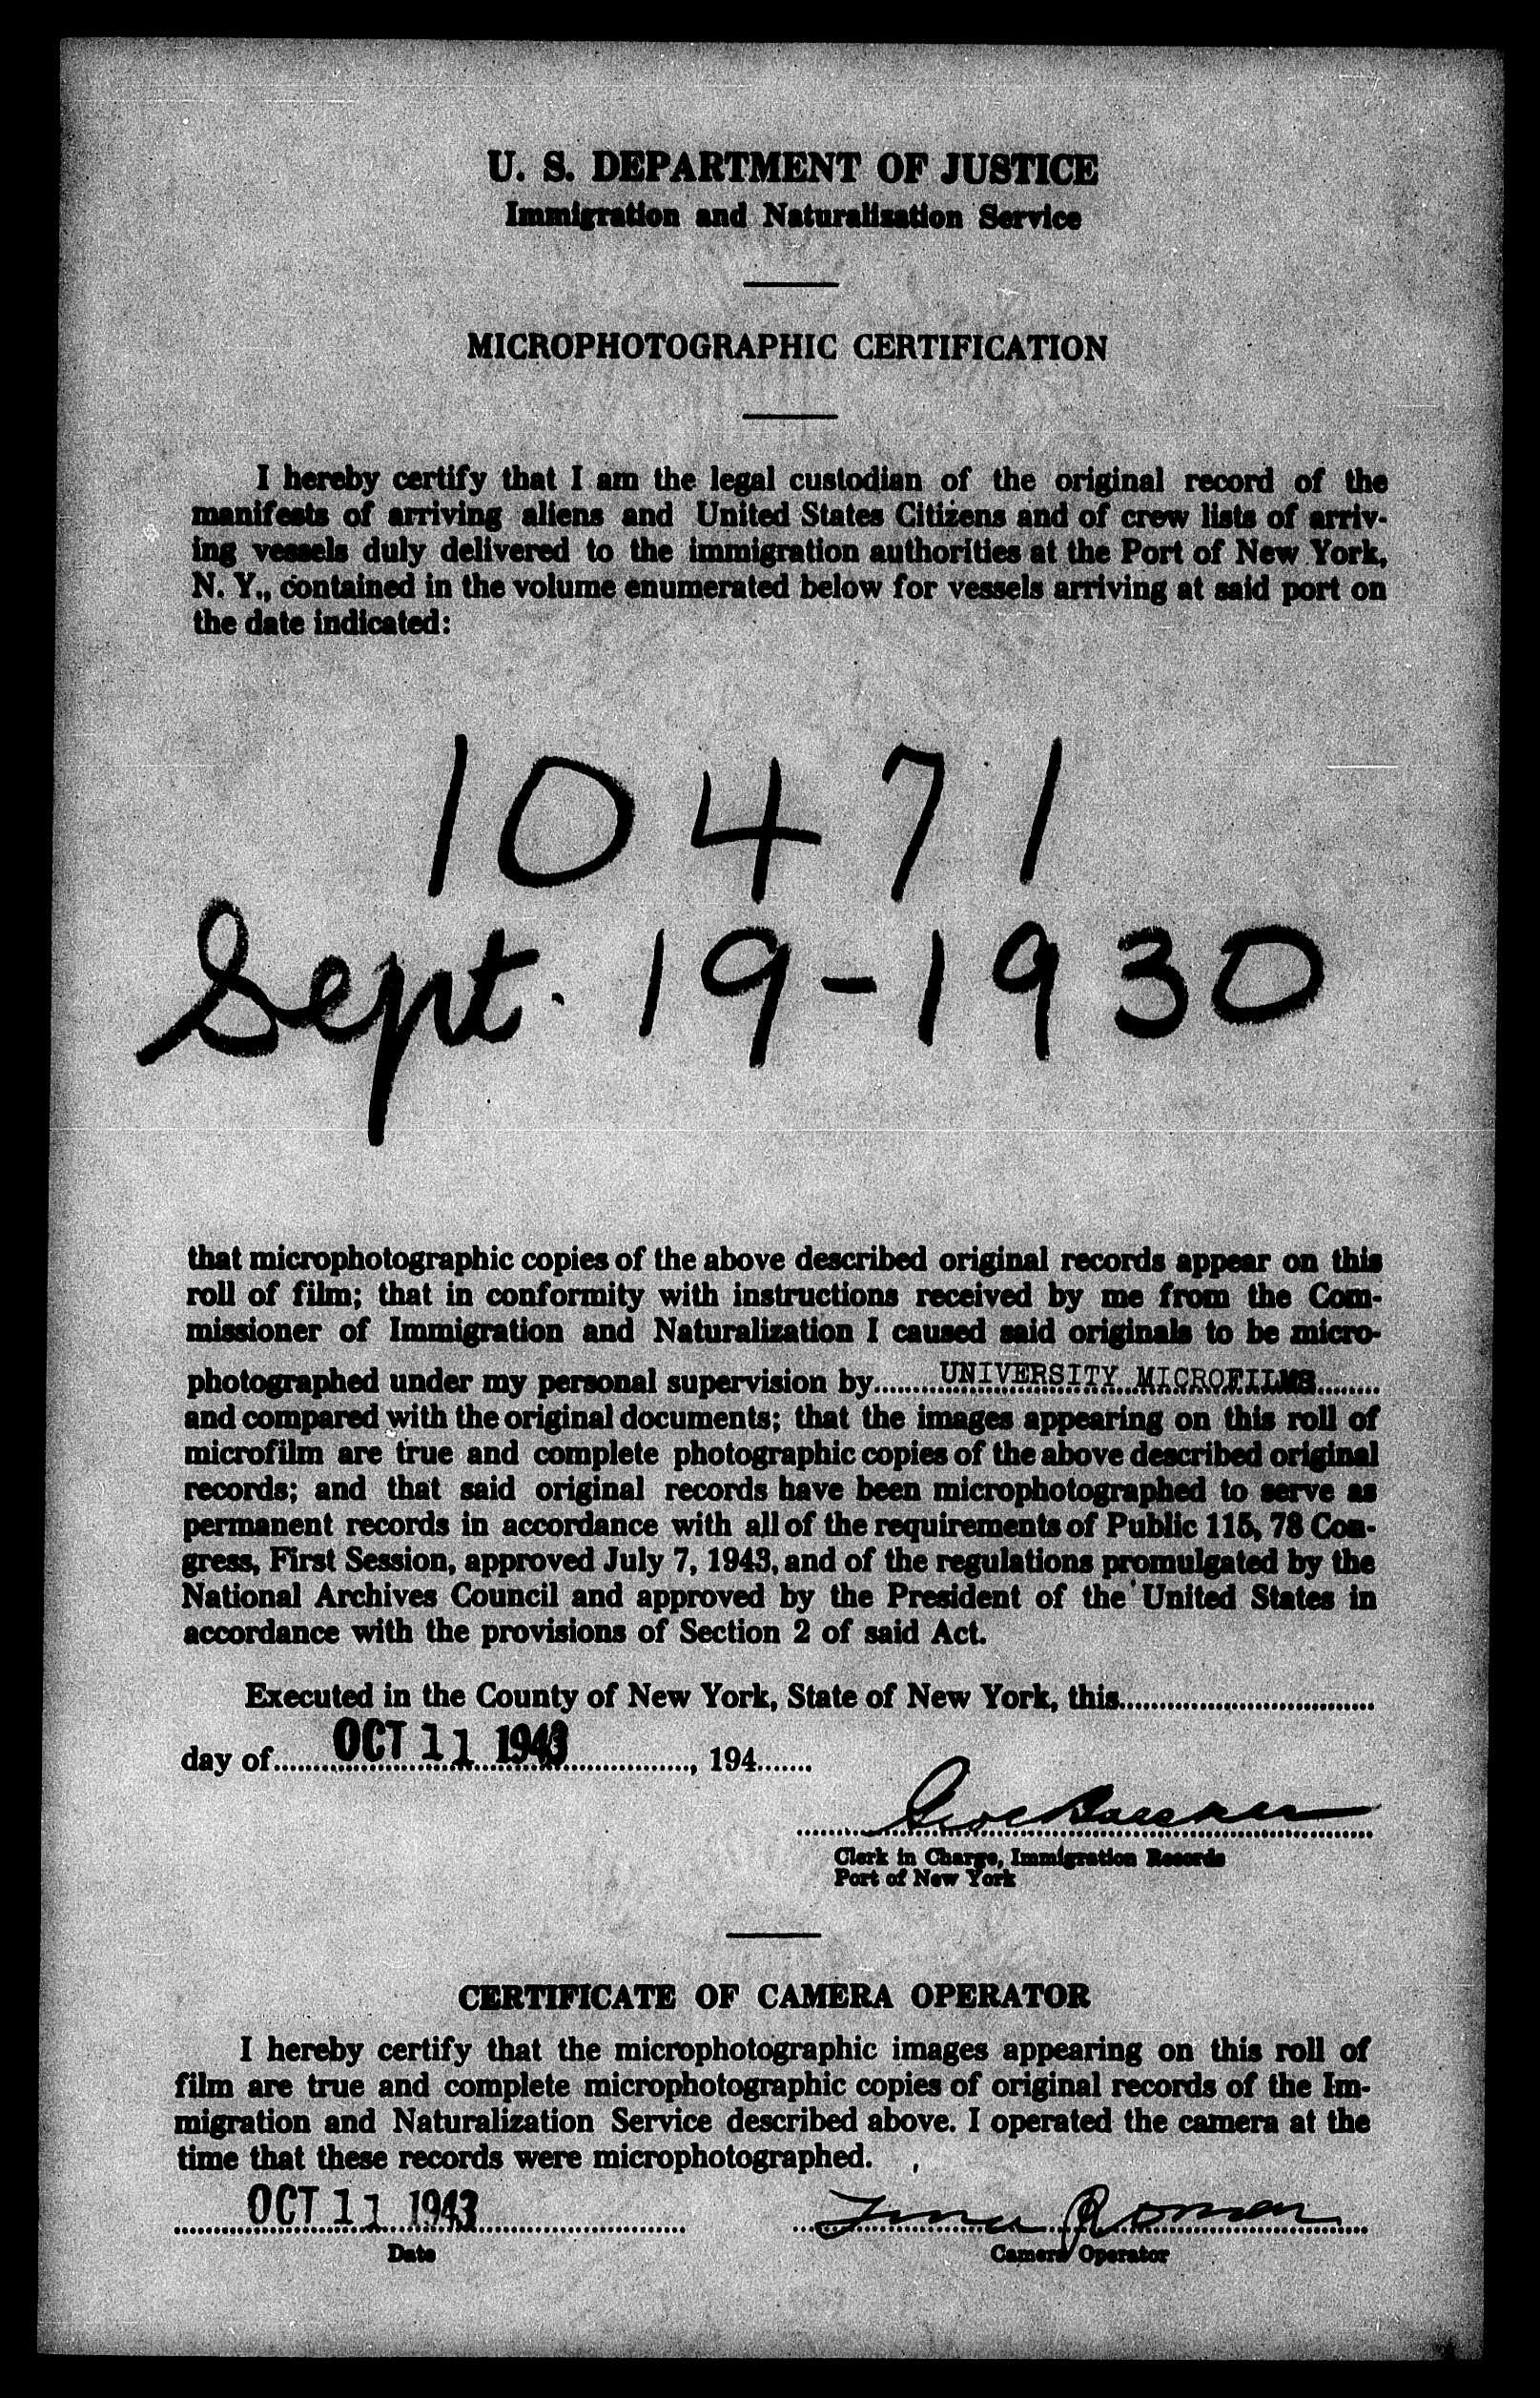 U. S. DEPARTMENT OF JUSTICE
Immigration and Naturalization Service
MICROPHOTOGRAPHIC CERTIFICATION
I hereby certify that I am the legal custodian of the original record of the
manifests of arriving aliens and United States Citizens and of crew lists of arriv-
ing vessels duly delivered to the immigration authorities at the Port of New York,
N. Y., contained in the volume enumerated below for vessels arriving at said port on
the date indicated:
10471
Sept. 19-1930
that microphotographic copies of the above described original records appear on this
roll of film; that in conformity with instructions received by me from the Com-
missioner of Immigration and Naturalization I caused said originals to be micro-
photographed under my personal supervision by UNIVERSITY MICROFILMS
and compared with the original documents; that the images appearing on this roll of
microfilm are true and complete photographic copies of the above described original
records; and that said original records have been microphotographed to serve as
permanent records in accordance with all of the requirements of Public 115, 78 Con-
gress, First Session, approved July 7, 1943, and of the regulations promulgated by the
National Archives Council and approved by the President of the United States in
accordance with the provisions of Section 2 of said Act.
Executed in the County of New York, State of New York, this
day of OCT 11 1943, 194
Clerk in Charge, Immigration Records
Port of New York
CERTIFICATE OF CAMERA OPERATOR
I hereby certify that the microphotographic images appearing on this roll of
film are true and complete microphotographic copies of original records of the Im-
migration and Naturalization Service described above. I operated the camera at the
time that these records were microphotographed.
OCT 11 1943 Roman
Date Camera Operator